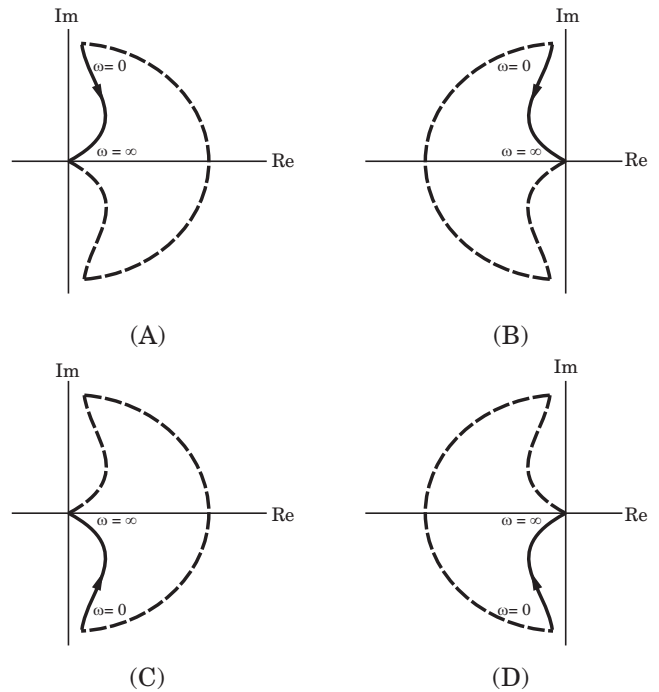 Im
ω= 0
ω = ∞
Re
(A)
Im
ω= 0
ω = ∞
Re
(B)
Im
Re
ω = ∞
ω= 0
(C)
Im
Re
ω = ∞
ω= 0
(D)